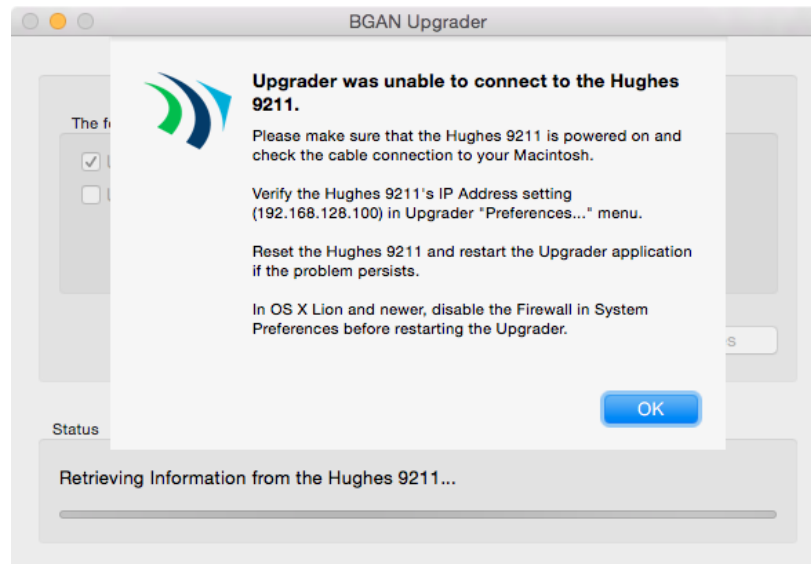 BGAN Upgrader
Upgrader was unable to connect to the Hughes
9211.
Please make sure that the Hughes 9211 is powered on and
check the cable connection to your Macintosh.
Verify the Hughes 9211's IP Address setting
(192.168.128.100) in Upgrader "Preferences..." menu.
Reset the Hughes 9211 and restart the Upgrader application
if the problem persists.
In OS X Lion and newer, disable the Firewall in System
Preferences before restarting the Upgrader.
OK
The
Status
Retrieving Information from the Hughes 9211...